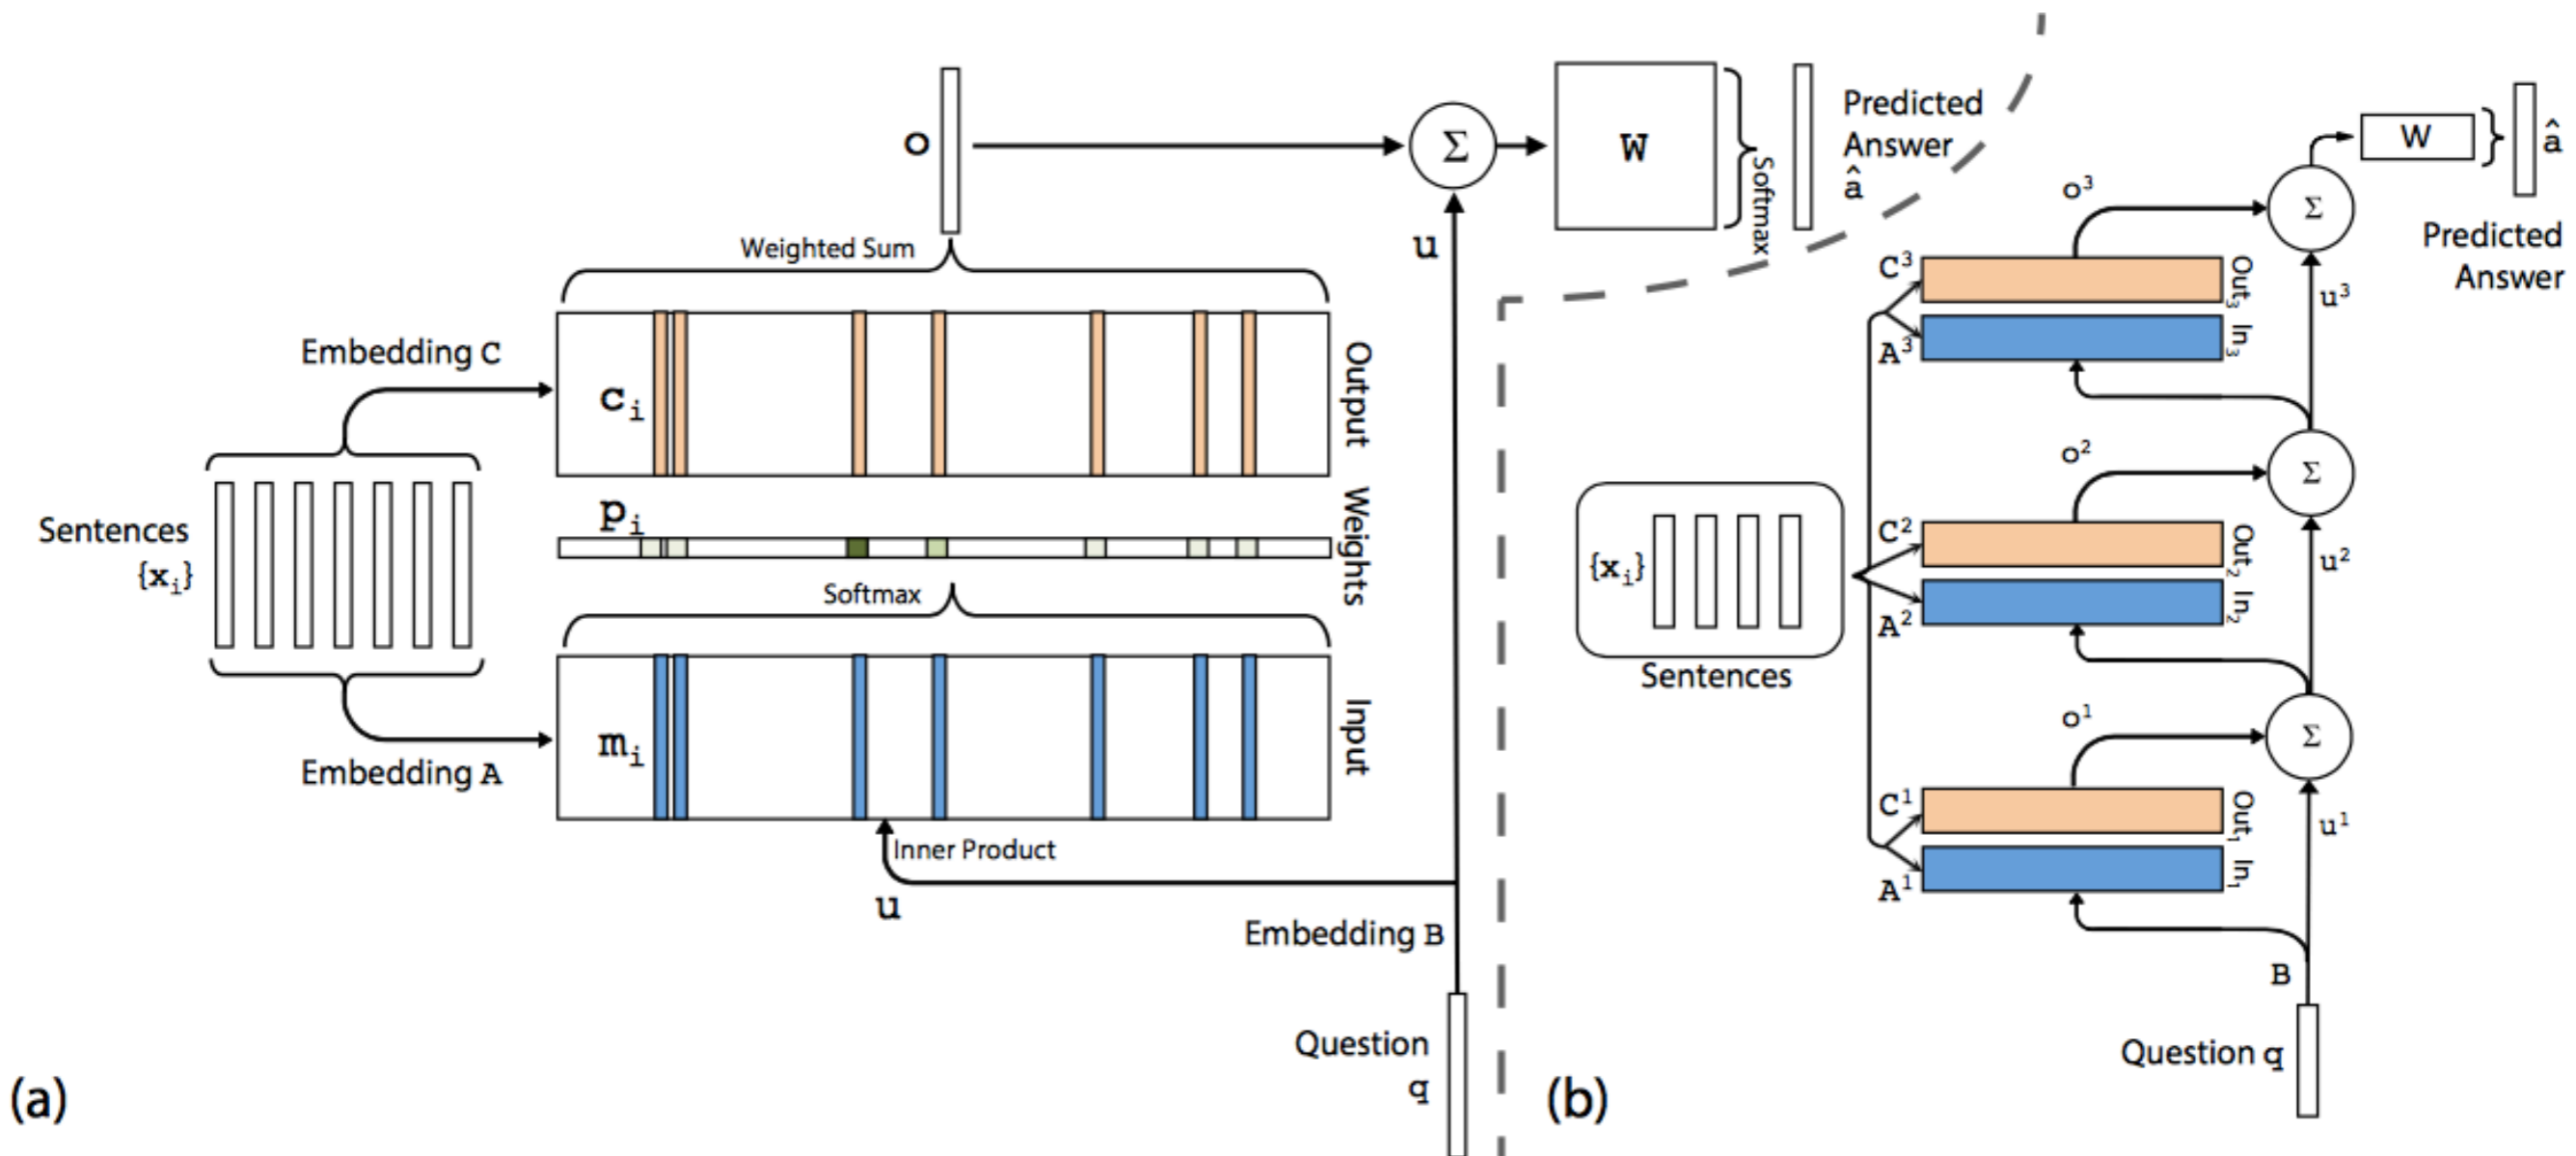 o
Σ
W
Softmax
Predicted
Answer
â
u
Weighted Sum
Embedding C
c_i
Output
Sentences
{x_i}
p_i
Weights
Softmax
m_i
Input
Embedding A
Inner Product
u
Embedding B
Question
q
(a)
W
â
Predicted
Answer
o³
Σ
C³
Out₃
u³
A³
In₃
o²
Σ
{x_i}
C²
Out₂
u²
A²
In₂
Sentences
o¹
Σ
C¹
Out₁
u¹
A¹
In₁
B
Question q
(b)